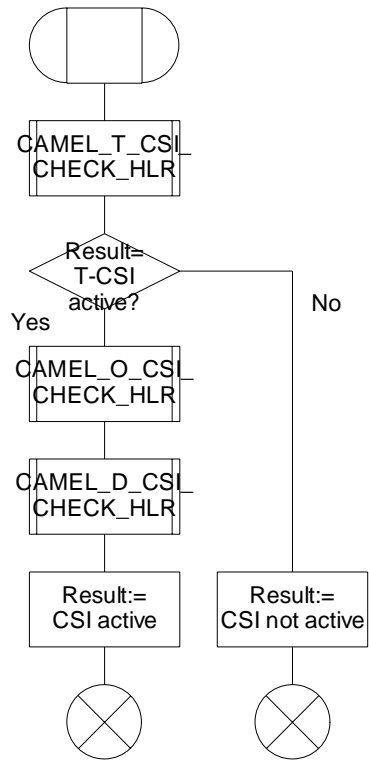 CAMEL_T_CSI_
CHECK_HLR
Result=
T-CSI
active?
No
Yes
CAMEL_O_CSI_
CHECK_HLR
CAMEL_D_CSI_
CHECK_HLR
Result:=
CSI active
Result:=
CSI not active